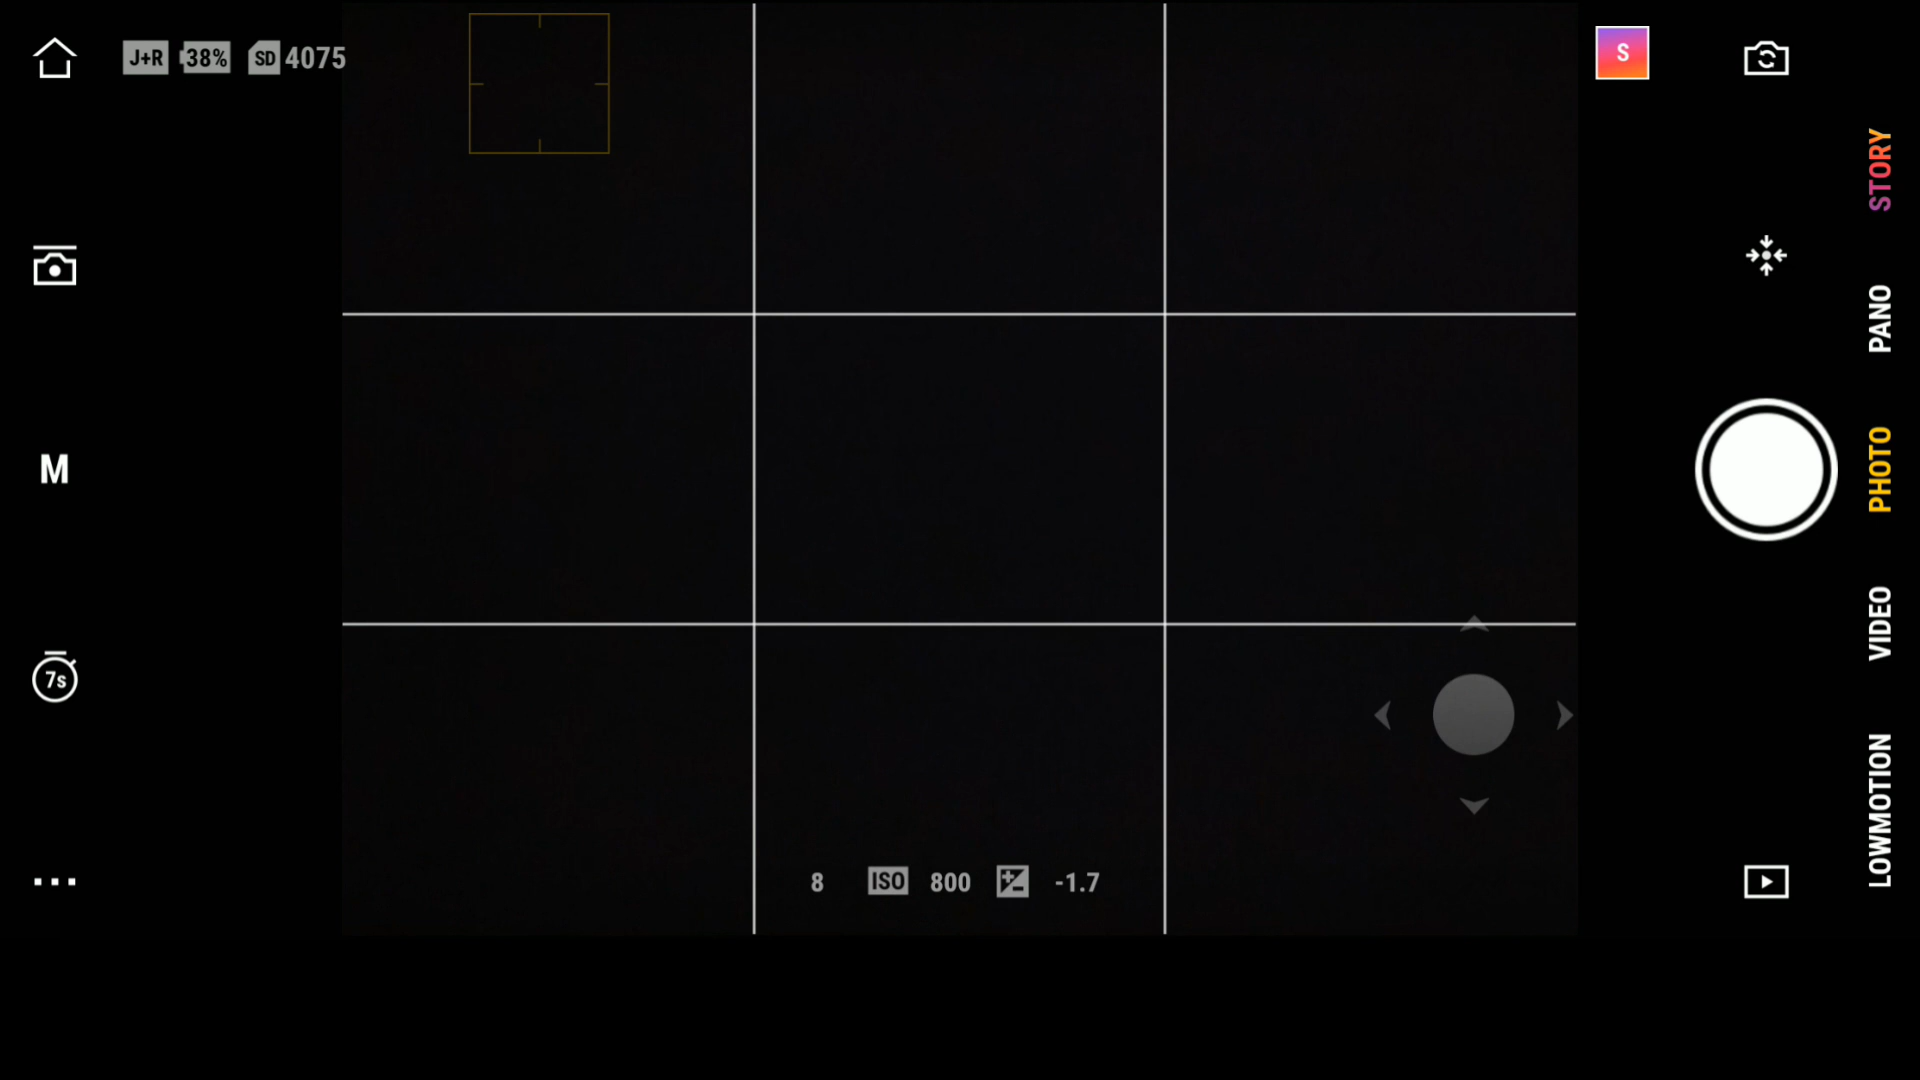 J+R 38% SD 4075
S
STORY
PANO
M
PHOTO
VIDEO
7s
LOWMOTION
8 ISO 800 -1.7